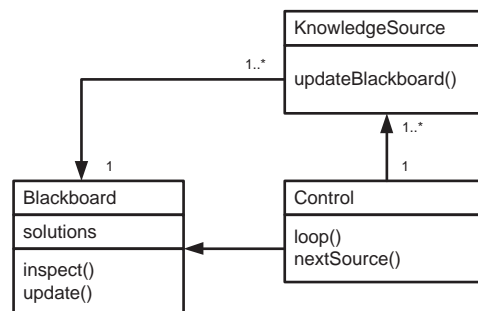 KnowledgeSource
1..*
updateBlackboard()
1..*
1
1
Blackboard
Control
solutions
loop()
nextSource()
inspect()
update()